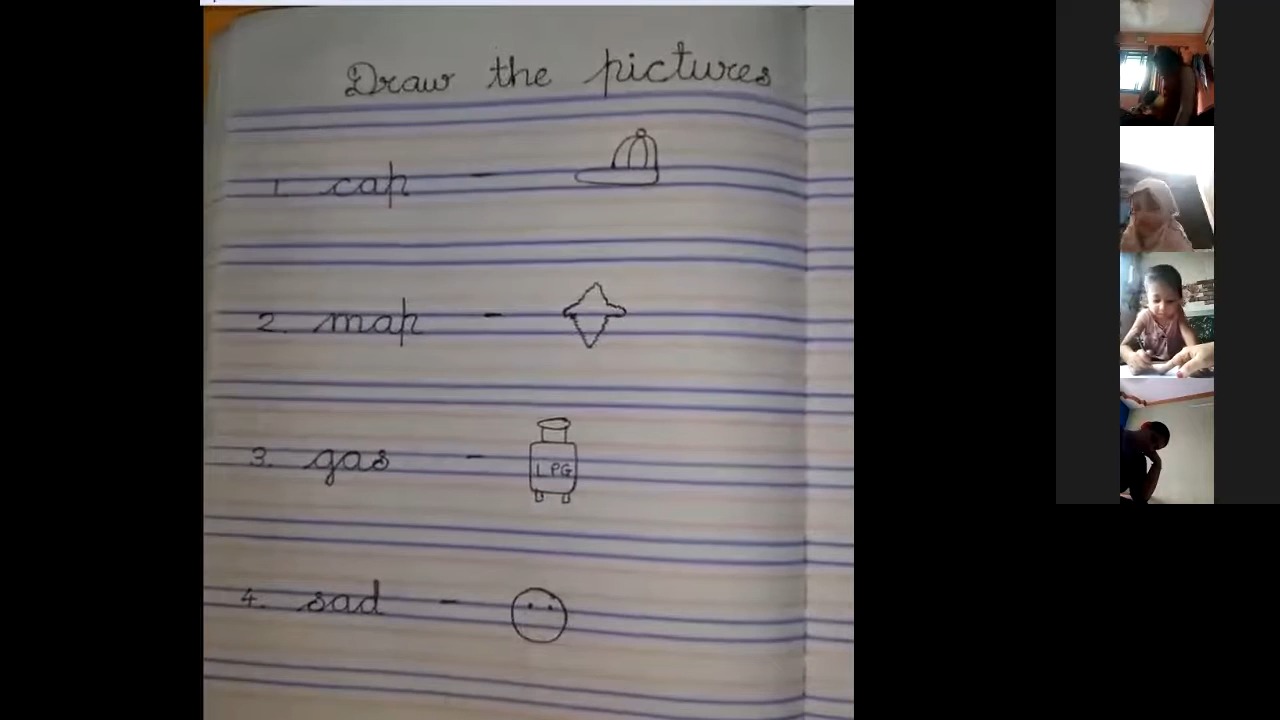 Draw the pictures
1. cap -
2. map -
3. gas - LPG
4. sad -